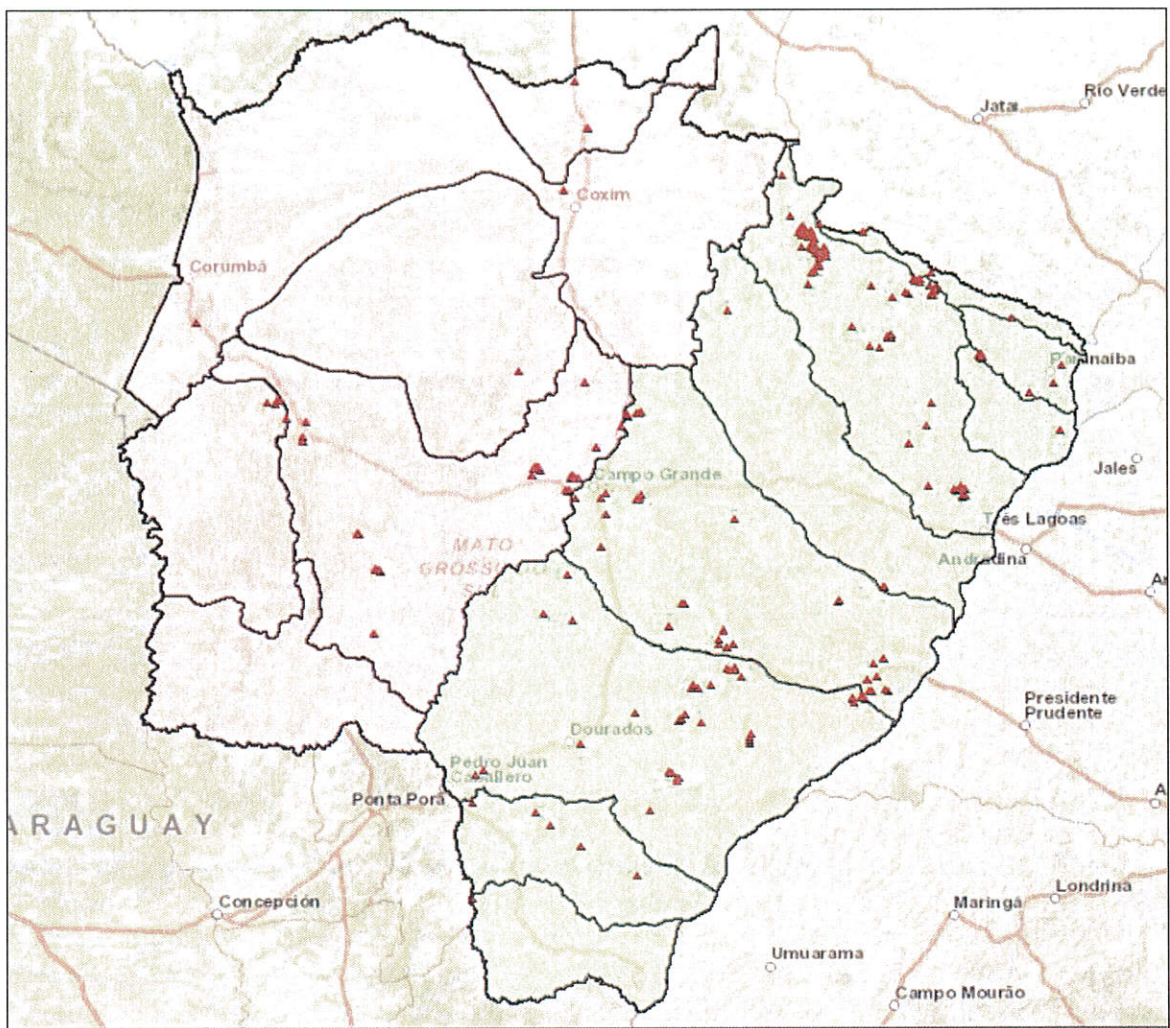 Jataí
Rio Verde
Coxim
Corumbá
Paranaíba
Jales
Campo Grande
Três Lagoas
MATO
GROSSO DO
SUL
Andradina
Presidente
Prudente
Dourados
Pedro Juan
Caballero
Ponta Porã
ARAGUAY
Concepción
Londrina
Maringá
Umuarama
Campo Mourão